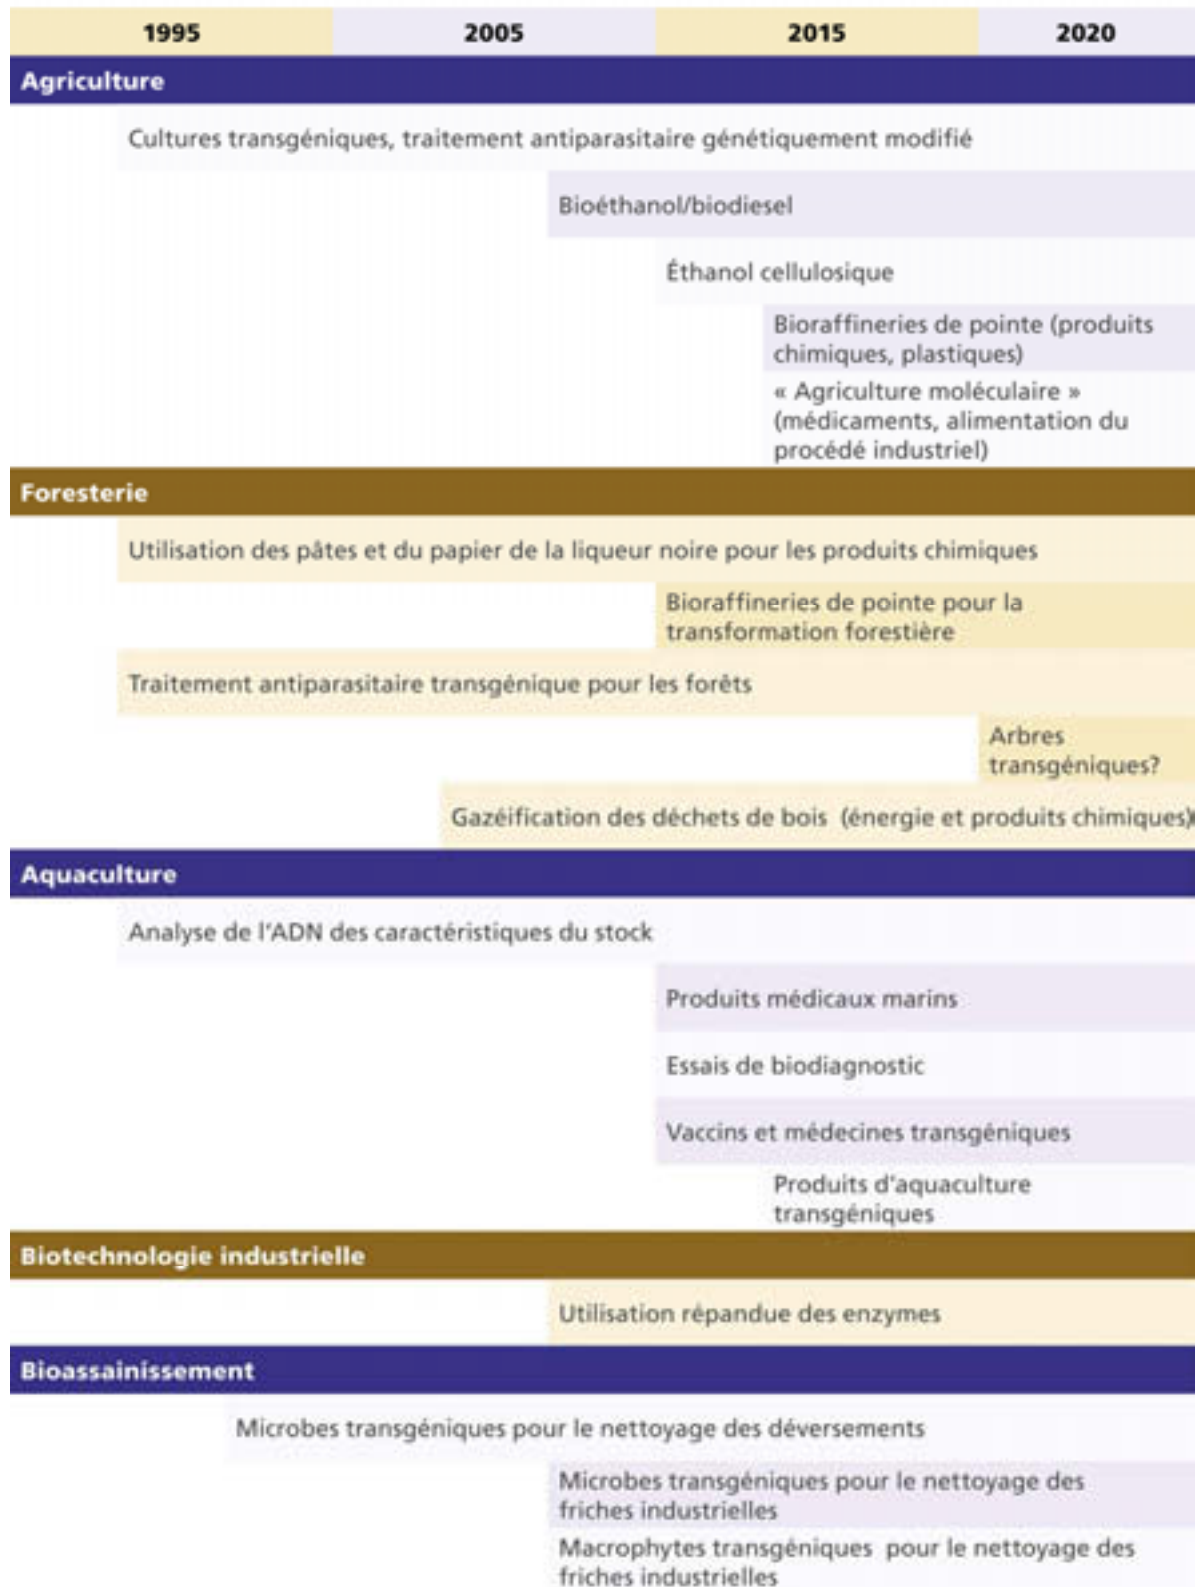 1995 2005 2015 2020
Agriculture
Cultures transgéniques, traitement antiparasitaire génétiquement modifié
Bioéthanol/biodiesel
Éthanol cellulosique
Bioraffineries de pointe (produits
chimiques, plastiques)
« Agriculture moléculaire »
(médicaments, alimentation du
procédé industriel)
Foresterie
Utilisation des pâtes et du papier de la liqueur noire pour les produits chimiques
Bioraffineries de pointe pour la
transformation forestière
Traitement antiparasitaire transgénique pour les forêts
Arbres
transgéniques?
Gazéification des déchets de bois (énergie et produits chimiques)
Aquaculture
Analyse de l'ADN des caractéristiques du stock
Produits médicaux marins
Essais de biodiagnostic
Vaccins et médecines transgéniques
Produits d'aquaculture
transgéniques
Biotechnologie industrielle
Utilisation répandue des enzymes
Bioassainissement
Microbes transgéniques pour le nettoyage des déversements
Microbes transgéniques pour le nettoyage des
friches industrielles
Macrophytes transgéniques pour le nettoyage des
friches industrielles